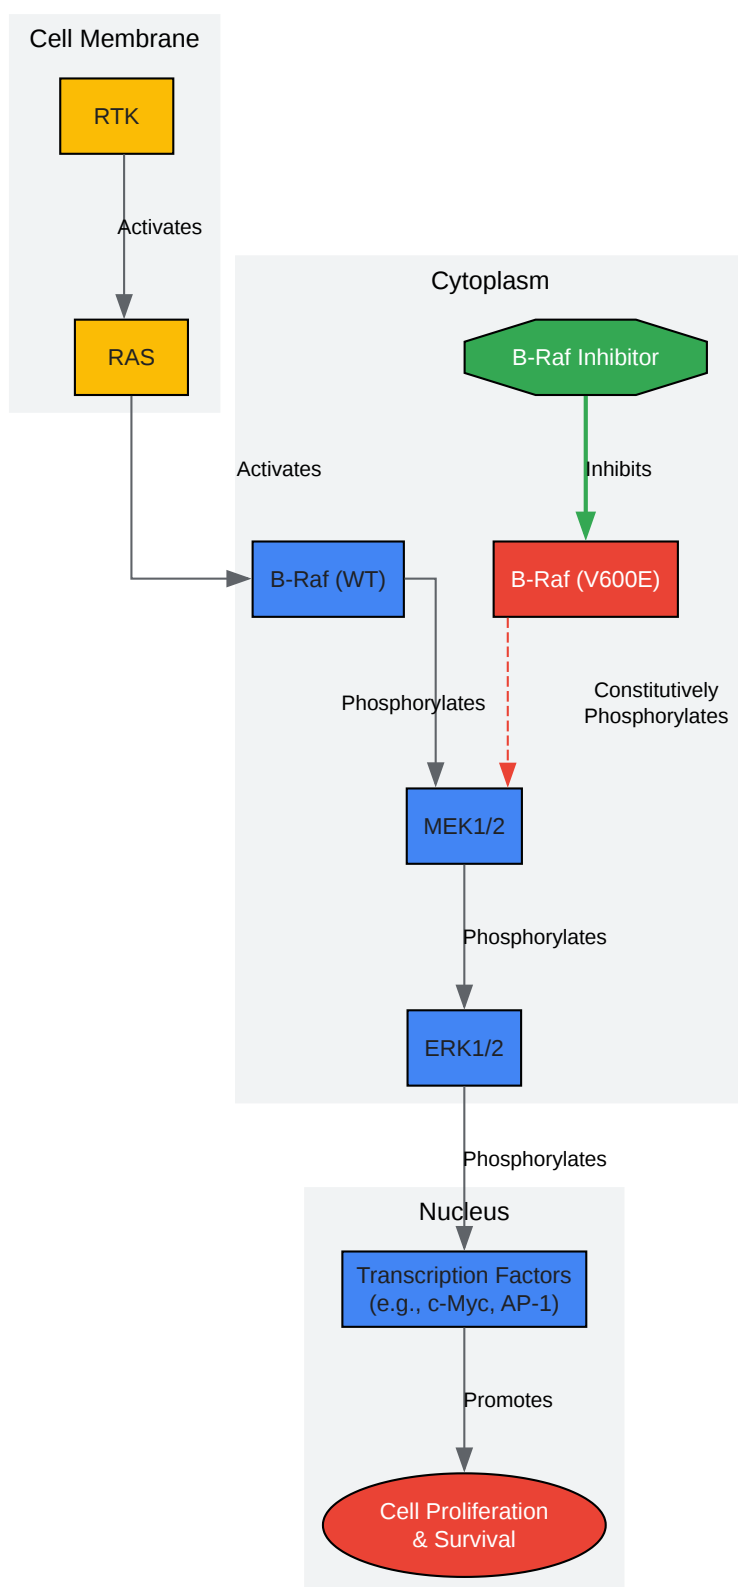 Cell Membrane
RTK
Activates
RAS
Cytoplasm
B-Raf Inhibitor
Activates
Inhibits
B-Raf (WT)
B-Raf (V600E)
Phosphorylates
Constitutively
Phosphorylates
MEK1/2
Phosphorylates
ERK1/2
Phosphorylates
Nucleus
Transcription Factors
(e.g., c-Myc, AP-1)
Promotes
Cell Proliferation
& Survival